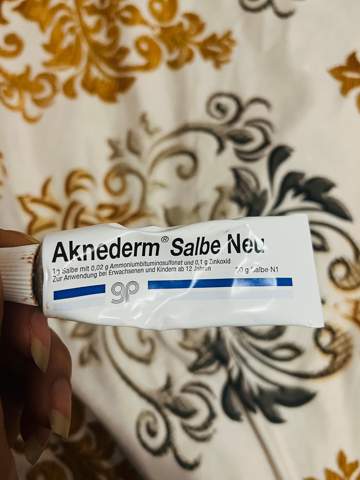 Aknederm® Salbe Neu
1 g Salbe mit 0,02 g Ammoniumbituminosulfonat und 0,1 g Zinkoxid
Zur Anwendung bei Erwachsenen und Kindern ab 12 Jahren
30 g Salbe N1
gp